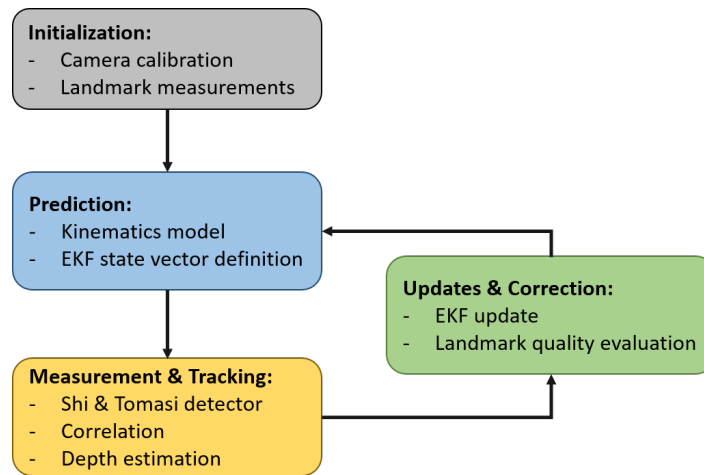 Initialization:
- Camera calibration
- Landmark measurements
Prediction:
- Kinematics model
- EKF state vector definition
Updates & Correction:
- EKF update
- Landmark quality evaluation
Measurement & Tracking:
- Shi & Tomasi detector
- Correlation
- Depth estimation